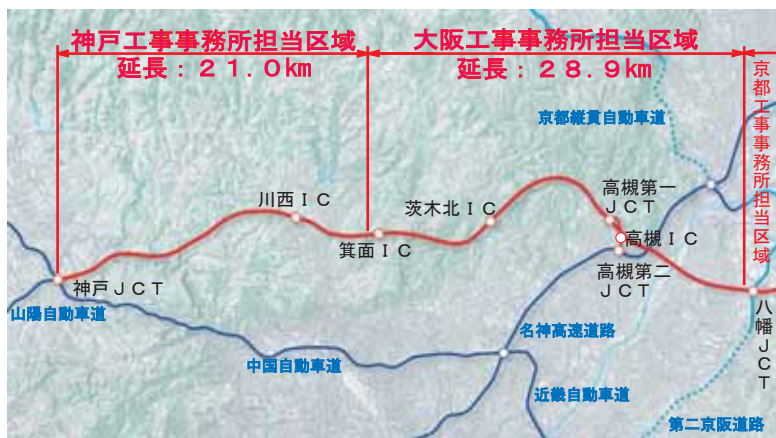 神戸工事事務所担当区域
延長：２１.０km
大阪工事事務所担当区域
延長：２８.９km
京都工事事務所担当区域
京都縦貫自動車道
川西ＩＣ
茨木北ＩＣ
高槻第一
ＪＣＴ
箕面ＩＣ
高槻ＩＣ
高槻第二
ＪＣＴ
神戸ＪＣＴ
八幡ＪＣＴ
山陽自動車道
名神高速道路
中国自動車道
近畿自動車道
第二京阪道路